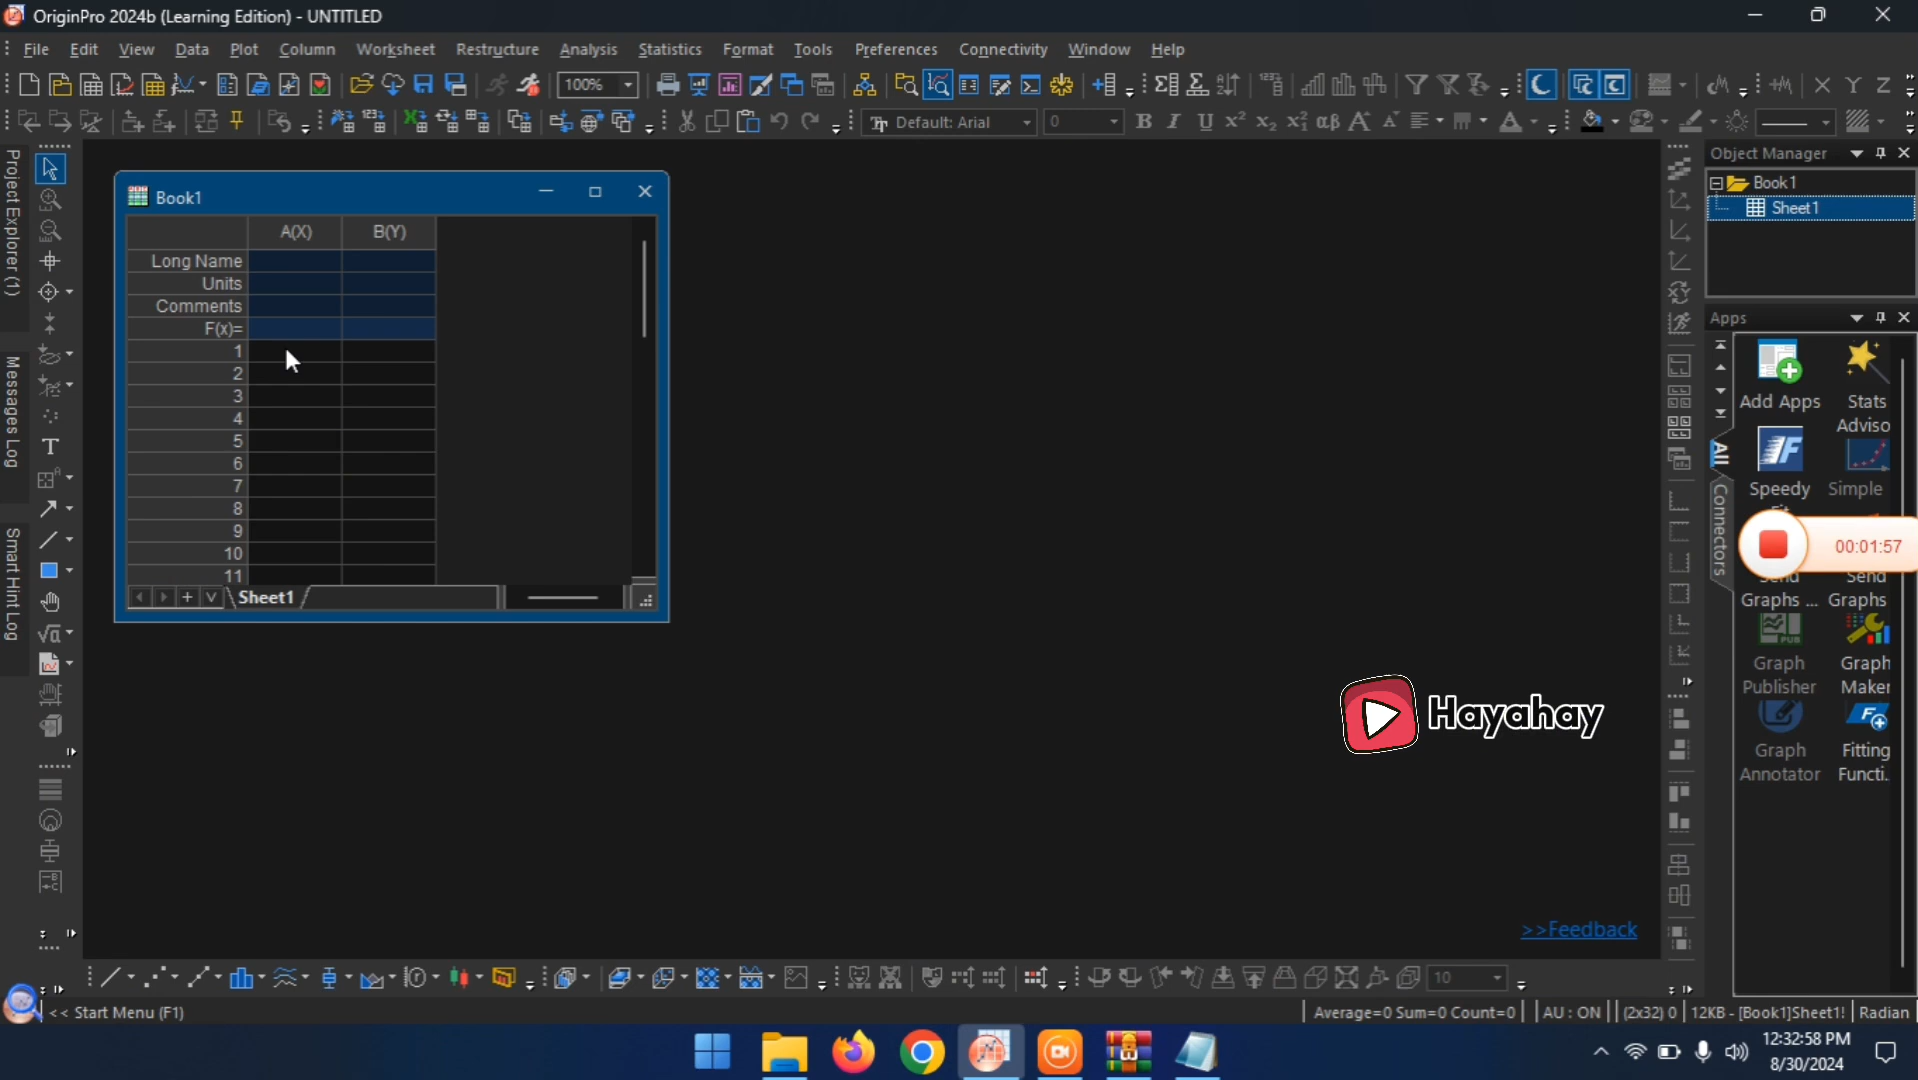 OriginPro 2024b (Learning Edition) - UNTITLED
File Edit View Data Plot Column Worksheet Restructure Analysis Statistics Format Tools Preferences Connectivity Window Help
100%
Default: Arial 0 B I U
Project Explorer (1)
Messages Log
Smart Hint Log
Book1
A(X) B(Y)
Long Name
Units
Comments
F(x)=
1
2
3
4
5
6
7
8
9
10
11
Sheet1
Object Manager
Book1
Sheet1
Apps
All
Connectors
Add Apps
Stats
Adviso
Speedy
Simple
00:01:57
Send
Graphs ...
Send
Graphs
Graph
Publisher
Graph
Maker
Graph
Annotator
Fitting
Functi.
Hayahay
>>Feedback
10
<< Start Menu (F1)
Average=0 Sum=0 Count=0 AU : ON (2x32) 0 12KB - [Book1]Sheet1! Radian
12:32:58 PM
8/30/2024